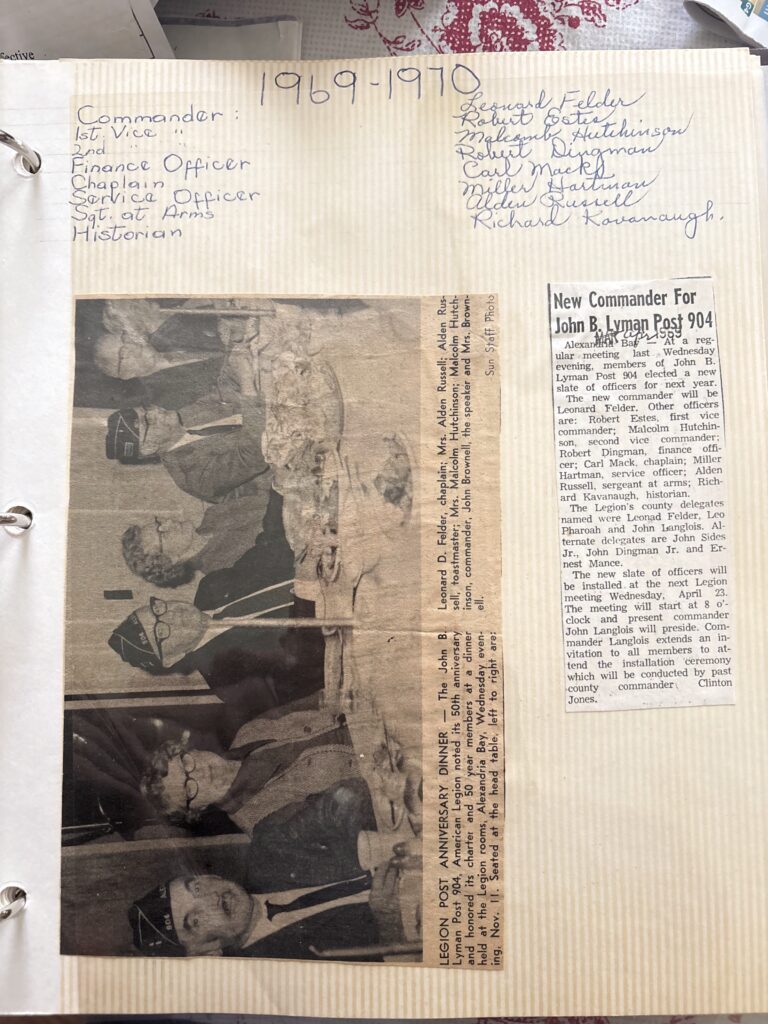 ective
1969-1970
Commander :
1st. Vice "
2nd " "
Finance Officer
Chaplain
Service Officer
Sgt. at Arms
Historian
Leonard Felder
Robert Estes
Malcomb Hutchinson
Robert Dingman
Carl Mack
Miller Hartman
Alden Russell
Richard Kavanaugh.
LEGION POST ANNIVERSARY DINNER — The John B.
Lyman Post 904, American Legion noted its 50th anniversary
and honored its charter and 50 year members at a dinner
held at the Legion rooms, Alexandria Bay, Wednesday even-
ing, Nov. 11. Seated at the head table, left to right are:
Leonard D. Felder, chaplain; Mrs. Alden Russell; Alden Rus-
sell, toastmaster; Mrs. Malcolm Hutchinson; Malcolm Hutch-
inson, commander, John Brownell, the speaker and Mrs. Brown-
ell.
Sun Staff Photo
904
New Commander For
John B. Lyman Post 904
apr 1969
Alexandria Bay — At a reg-
ular meeting last Wednesday
evening, members of John B.
Lyman Post 904 elected a new
slate of officers for next year.
The new commander will be
Leonard Felder. Other officers
are: Robert Estes, first vice
commander; Malcolm Hutchin-
son, second vice commander;
Robert Dingman, finance offi-
cer; Carl Mack, chaplain; Miller
Hartman, service officer; Alden
Russell, sergeant at arms; Rich-
ard Kavanaugh, historian.
The Legion's county delegates
named were Leonad Felder, Leo
Pharoah and John Langlois. Al-
ternate delegates are John Sides
Jr., John Dingman Jr. and Er-
nest Mance.
The new slate of officers will
be installed at the next Legion
meeting Wednesday, April 23.
The meeting will start at 8 o'-
clock and present commander
John Langlois will preside. Com-
mander Langlois extends an in-
vitation to all members to at-
tend the installation ceremony
which will be conducted by past
county commander Clinton
Jones.